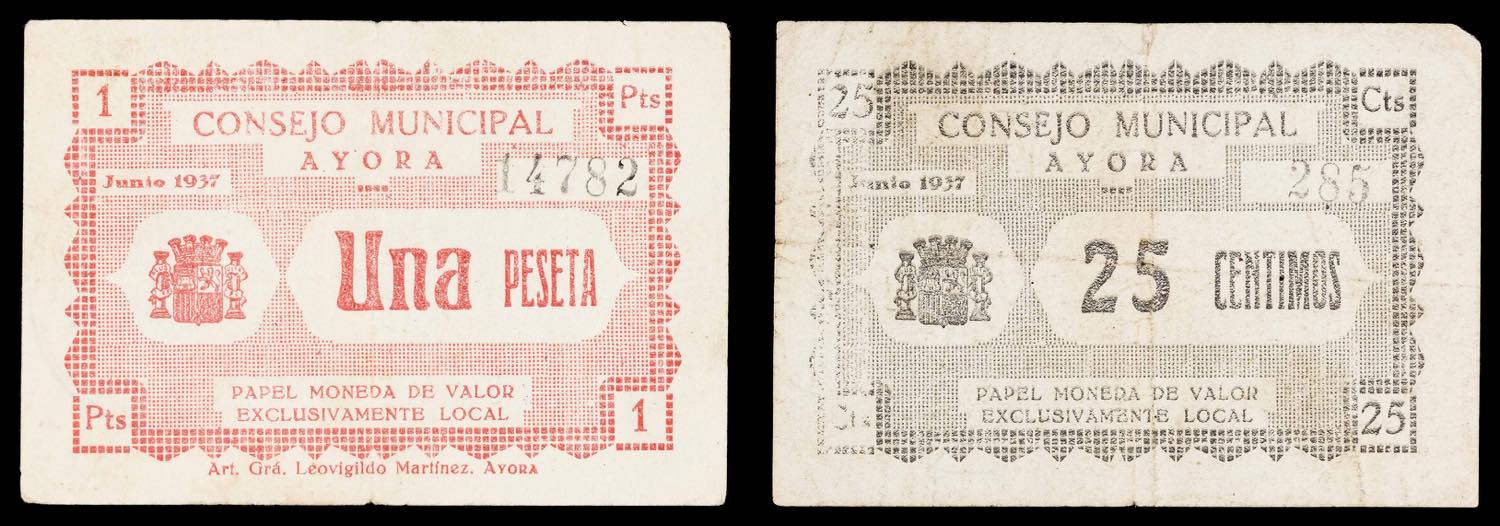 1 Pts
CONSEJO MUNICIPAL
AYORA
Junio 1937 14782
Una PESETA
PAPEL MONEDA DE VALOR
EXCLUSIVAMENTE LOCAL
Pts 1
Art. Grá. Leovigildo Martínez. AYORA
25 Cts
CONSEJO MUNICIPAL
AYORA
Junio 1937 285
25 CENTIMOS
PAPEL MONEDA DE VALOR
EXCLUSIVAMENTE LOCAL
Cts 25